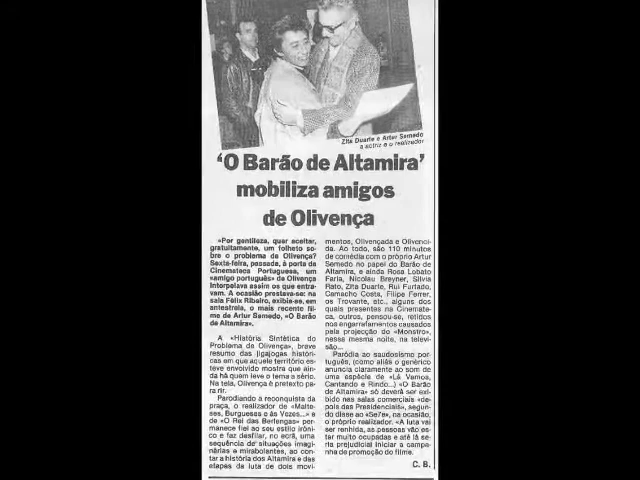 Zita Duarte e Artur Semedo
a actriz e o realizador
'O Barão de Altamira'
mobiliza amigos
de Olivença
«Por gentileza, quer aceitar,
gratuitamente, um folheto so-
bre o problema de Olivença?
Sexta-feira, passada, à porta da
Cinemateca Portuguesa, um
«amigo português» de Olivença
interpelava assim os que entra-
vam. A ocasião prestava-se: na
sala Félix Ribeiro, exibia-se, em
antestreia, o mais recente fil-
me de Artur Semedo, «O Barão
de Altamira».
A «História Sintética do
Problema de Olivença», breve
resumo das jigajogas históri-
cas em que aquele território es-
teve envolvido mostra que ain-
da há quem leve o tema a sério.
Na tela, Olivença é pretexto pa-
ra rir.
Parodiando a reconquista da
praça, o realizador de «Malte-
ses, Burgueses e às Vezes...» e
de «O Rei das Berlengas» per-
manece fiel ao seu estilo iróni-
co e faz desfilar, no ecrã, uma
sequência de situações imagi-
nárias e mirabolantes, ao con-
tar a história dos Altamira e das
etapas da luta de dois movi-
mentos, Olivençada e Olivenci-
da. Ao todo, são 110 minutos
de comédia com o próprio Artur
Semedo no papel do Barão de
Altamira, e ainda Rosa Lobato
Faria, Nicolau Breyner, Sílvia
Rato, Zita Duarte, Rui Furtado,
Camacho Costa, Filipe Ferrer,
os Trovante, etc., alguns dos
quais presentes na Cinemate-
ca, outros, pensou-se, retidos
nos engarrafamentos causados
pela projecção do «Monstro»,
nessa mesma noite, na televi-
são...
Paródia ao saudosismo por-
tuguês, (como aliás o genérico
anuncia claramente ao som de
uma espécie de «Lá Vamos,
Cantando e Rindo...) «O Barão
de Altamira» só deverá ser exi-
bido nas salas comerciais «de-
pois das Presidenciais», segun-
do disse ao «Se7e», na ocasião,
o próprio realizador. «A luta vai
ser renhida, as pessoas vão es-
tar muito ocupadas e até lá se-
ria prejudicial iniciar a campa-
nha de promoção do filme.
C. B.